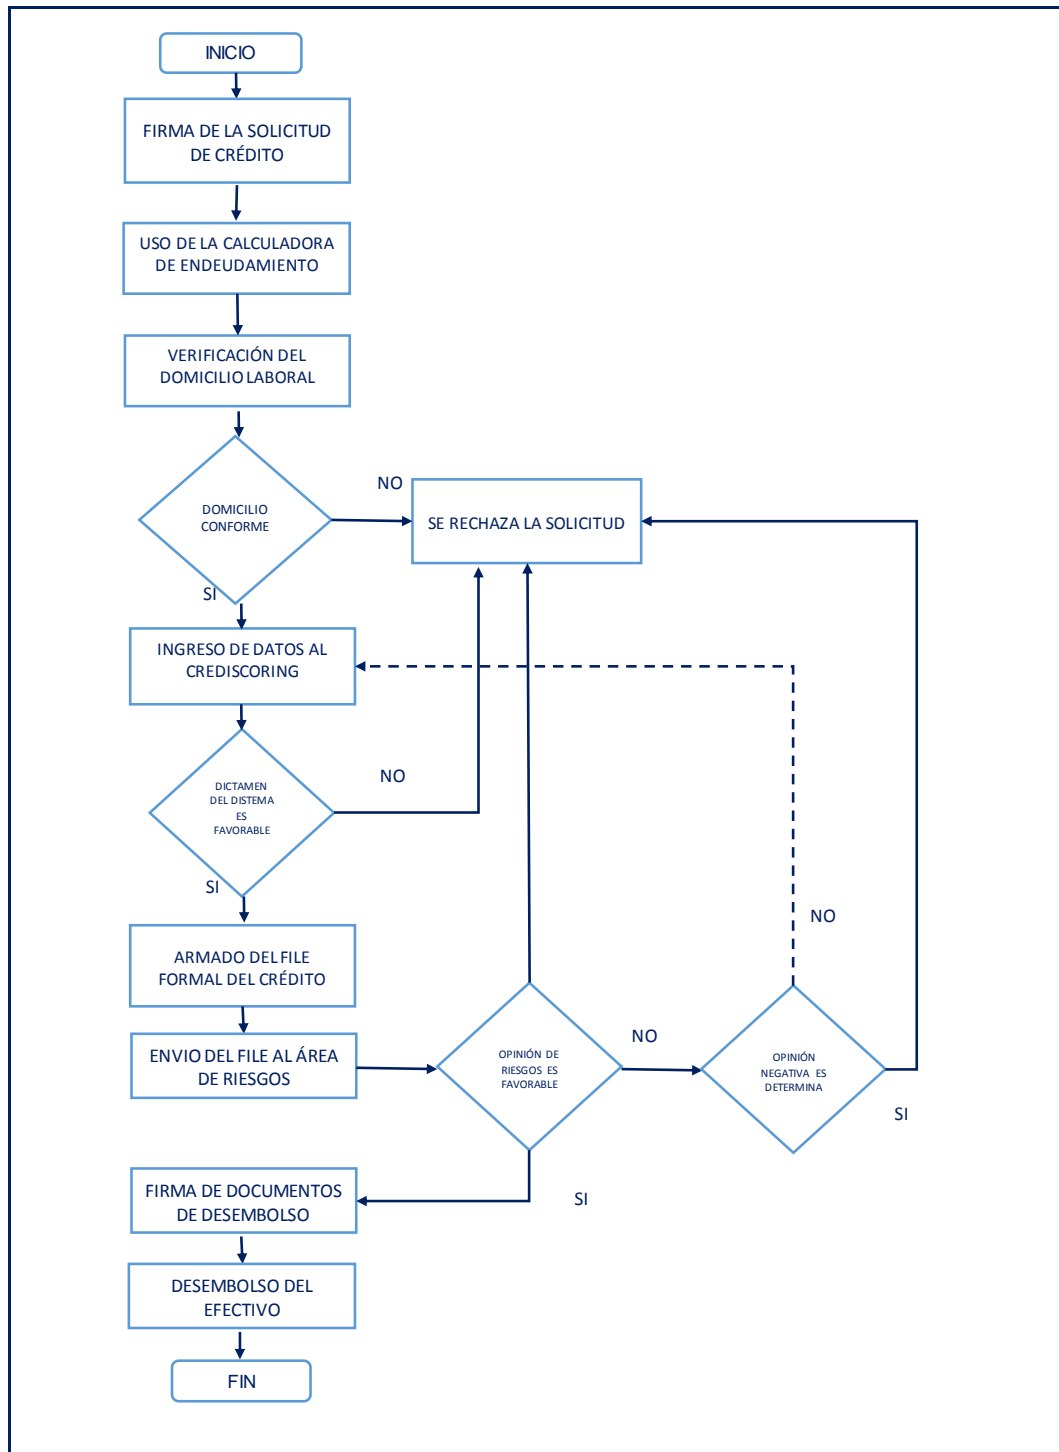 INICIO
FIRMA DE LA SOLICITUD
DE CRÉDITO
USO DE LA CALCULADORA
DE ENDEUDAMIENTO
VERIFICACIÓN DEL
DOMICILIO LABORAL
DOMICILIO
CONFORME
NO
SE RECHAZA LA SOLICITUD
SI
INGRESO DE DATOS AL
CREDISCORING
DICTAMEN
DEL DISTEMA
ES
FAVORABLE
NO
SI
ARMADO DEL FILE
FORMAL DEL CRÉDITO
ENVIO DEL FILE AL ÁREA
DE RIESGOS
OPINIÓN DE
RIESGOS ES
FAVORABLE
NO
OPINIÓN
NEGATIVA ES
DETERMINA
NO
SI
SI
FIRMA DE DOCUMENTOS
DE DESEMBOLSO
DESEMBOLSO DEL
EFECTIVO
FIN